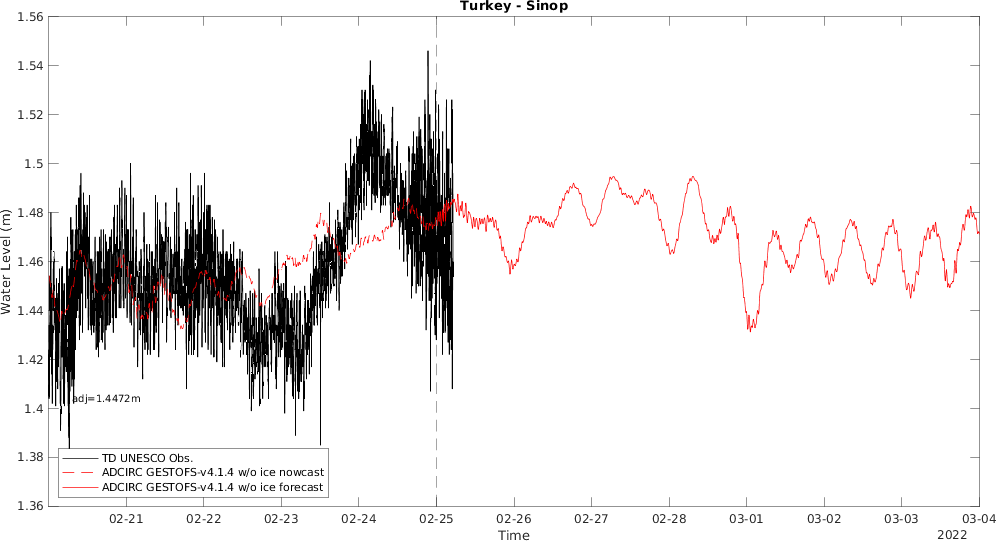 Turkey - Sinop
1.56
1.54
1.52
1.5
1.48
1.46
1.44
1.42
1.4
1.38
1.36
Water Level (m)
adj=1.4472m
TD UNESCO Obs.
ADCIRC GESTOFS-v4.1.4 w/o ice nowcast
ADCIRC GESTOFS-v4.1.4 w/o ice forecast
02-21 02-22 02-23 02-24 02-25 02-26 02-27 02-28 03-01 03-02 03-03 03-04
Time
2022